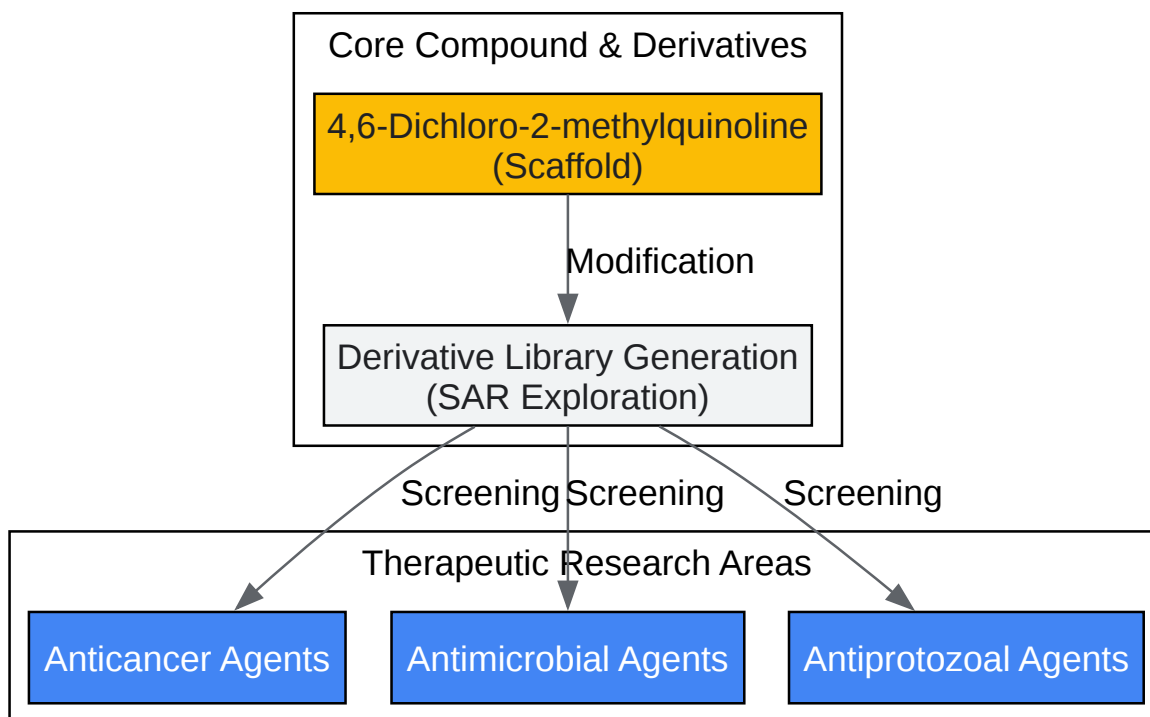 Core Compound & Derivatives
4,6-Dichloro-2-methylquinoline
(Scaffold)
Modification
Derivative Library Generation
(SAR Exploration)
Screening
Screening
Screening
Therapeutic Research Areas
Anticancer Agents
Antimicrobial Agents
Antiprotozoal Agents